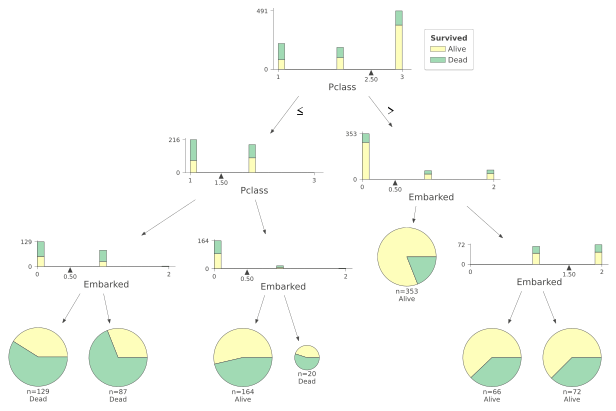 491
0
1
2
2.50
3
Pclass
Survived
Alive
Dead
≤
>
216
0
1
1.50
3
Pclass
353
0
0
0.50
2
Embarked
129
0
0
0.50
2
Embarked
164
0
0
0.50
2
Embarked
n=353
Alive
72
0
0
1.50
2
Embarked
n=129
Dead
n=87
Dead
n=164
Alive
n=20
Dead
n=66
Alive
n=72
Alive